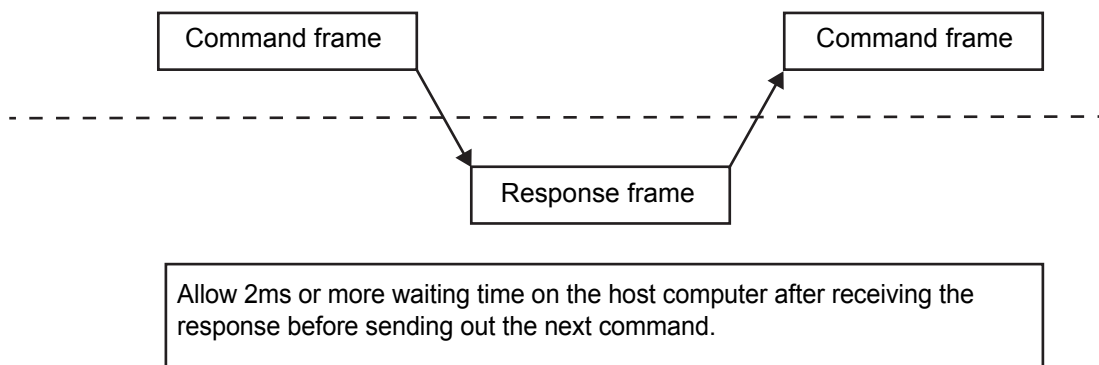 Command frame
Command frame
Response frame
Allow 2ms or more waiting time on the host computer after receiving the
response before sending out the next command.